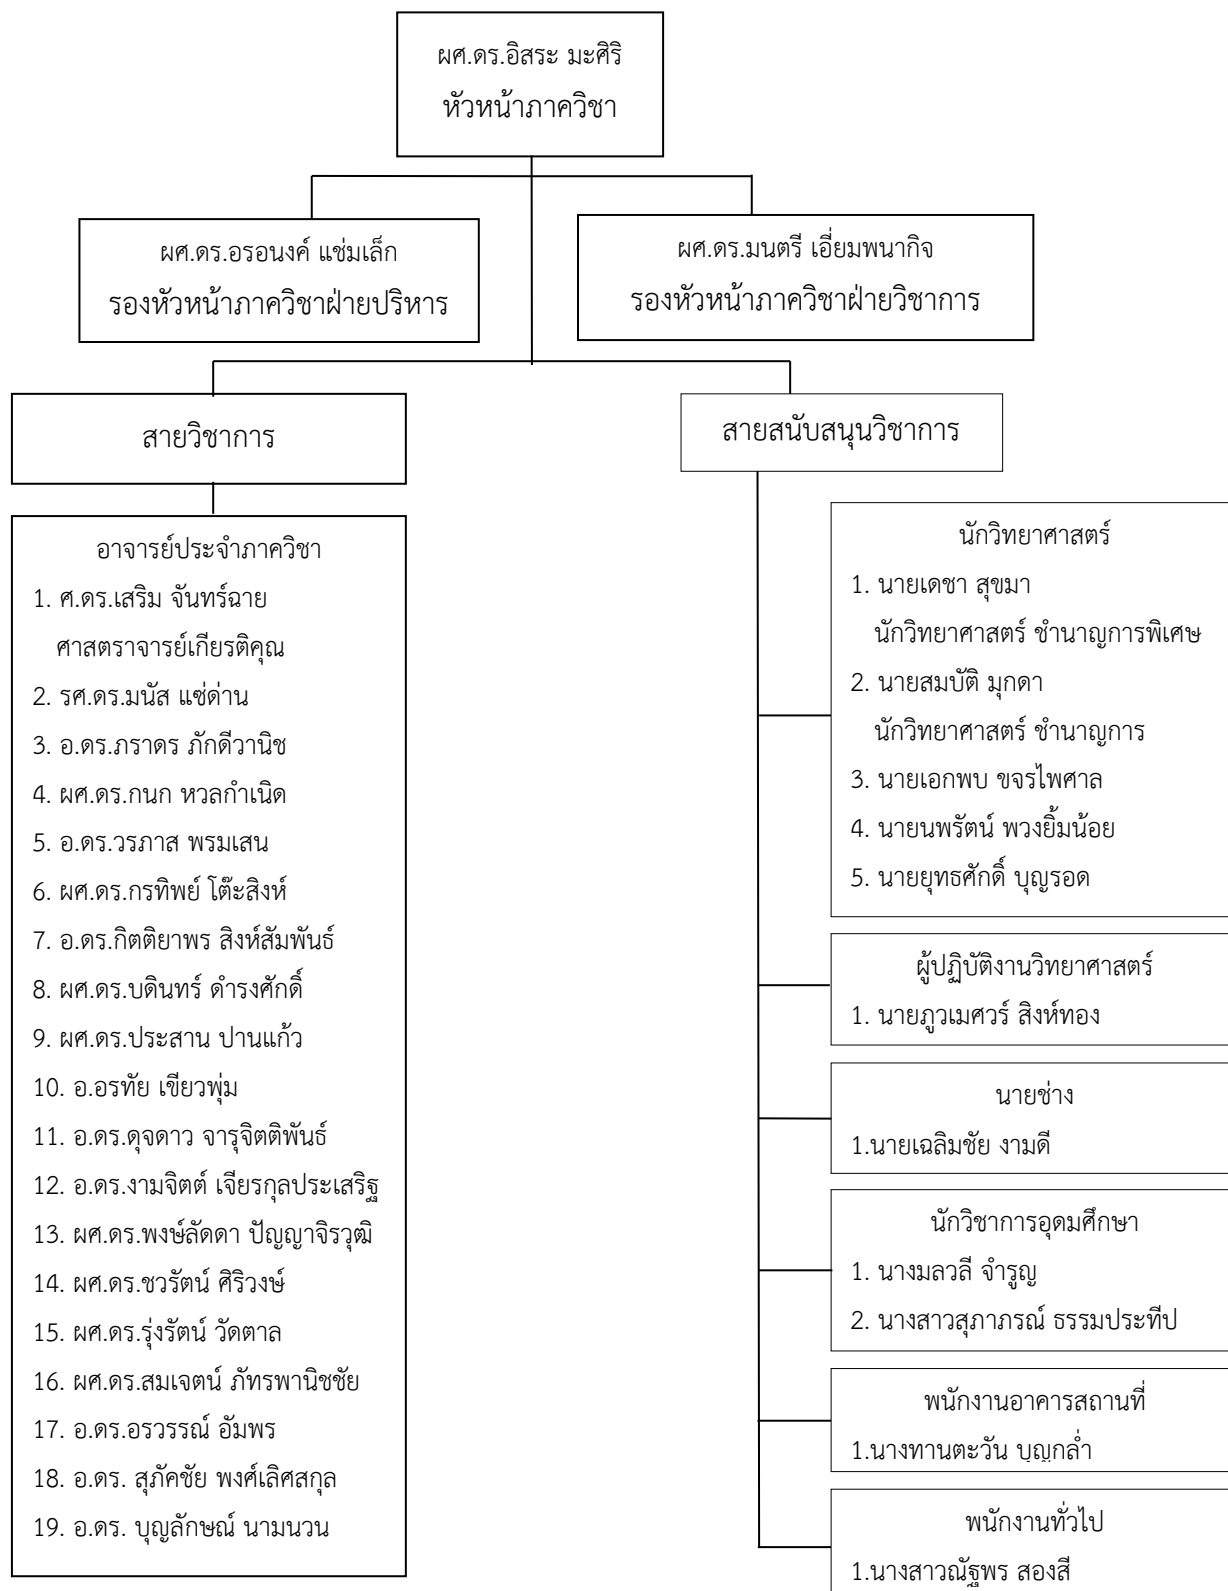 ผศ.ดร.อิสระ มะศิริ
หัวหน้าภาควิชา
ผศ.ดร.อรอนงค์ แช่มเล็ก
รองหัวหน้าภาควิชาฝ่ายบริหาร
ผศ.ดร.มนตรี เอี่ยมพนากิจ
รองหัวหน้าภาควิชาฝ่ายวิชาการ
สายวิชาการ
อาจารย์ประจำภาควิชา
1. ศ.ดร.เสริม จันทร์ฉาย
ศาสตราจารย์เกียรติคุณ
2. รศ.ดร.มนัส แซ่ด่าน
3. อ.ดร.ภราดร ภักดีวานิช
4. ผศ.ดร.กนก หวลกำเนิด
5. อ.ดร.วรภาส พรมเสน
6. ผศ.ดร.กรทิพย์ โต๊ะสิงห์
7. อ.ดร.กิตติยาพร สิงห์สัมพันธ์
8. ผศ.ดร.บดินทร์ ดำรงศักดิ์
9. ผศ.ดร.ประสาน ปานแก้ว
10. อ.อรทัย เขียวพุ่ม
11. อ.ดร.ดุจดาว จารุจิตติพันธ์
12. อ.ดร.งามจิตต์ เจียรกุลประเสริฐ
13. ผศ.ดร.พงษ์ลัดดา ปัญญาจิรวุฒิ
14. ผศ.ดร.ชวรัตน์ ศิริวงษ์
15. ผศ.ดร.รุ่งรัตน์ วัดตาล
16. ผศ.ดร.สมเจตน์ ภัทรพานิชชัย
17. อ.ดร.อรวรรณ์ อัมพร
18. อ.ดร. สุภัคชัย พงศ์เลิศสกุล
19. อ.ดร. บุญลักษณ์ นามนวน
สายสนับสนุนวิชาการ
นักวิทยาศาสตร์
1. นายเดชา สุขมา
นักวิทยาศาสตร์ ชำนาญการพิเศษ
2. นายสมบัติ มุกดา
นักวิทยาศาสตร์ ชำนาญการ
3. นายเอกพบ ขจรไพศาล
4. นายนพรัตน์ พวงยิ้มน้อย
5. นายยุทธศักดิ์ บุญรอด
ผู้ปฏิบัติงานวิทยาศาสตร์
1. นายภูวเมศวร์ สิงห์ทอง
นายช่าง
1.นายเฉลิมชัย งามดี
นักวิชาการอุดมศึกษา
1. นางมลวลี จำรูญ
2. นางสาวสุภาภรณ์ ธรรมประทีป
พนักงานอาคารสถานที่
1.นางทานตะวัน บุญกล่ำ
พนักงานทั่วไป
1.นางสาวณัฐพร สองสี